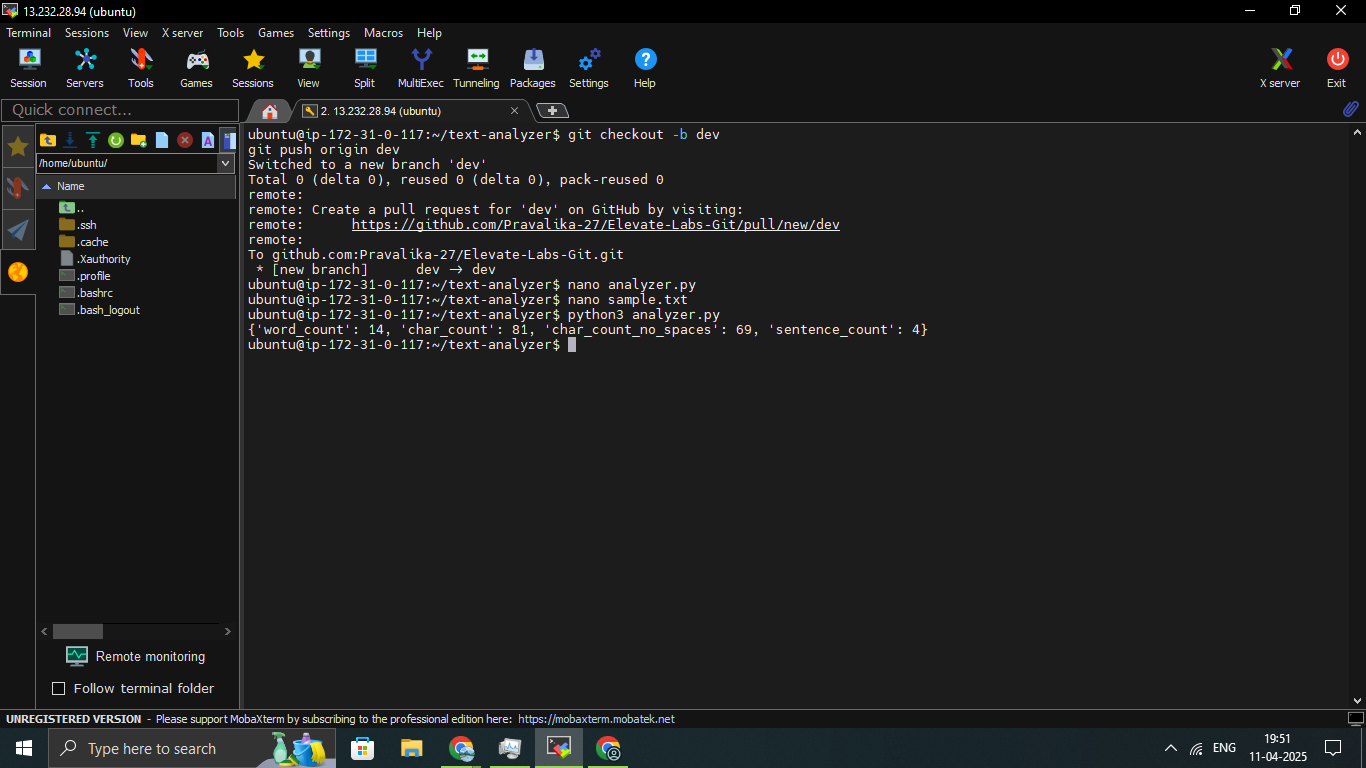 13.232.28.94 (ubuntu)
Terminal Sessions View X server Tools Games Settings Macros Help
Session Servers Tools Games Sessions View Split MultiExec Tunneling Packages Settings Help X server Exit
Quick connect...
2. 13.232.28.94 (ubuntu)
/home/ubuntu/
Name
..
.ssh
.cache
.Xauthority
.profile
.bashrc
.bash_logout
Remote monitoring
Follow terminal folder
ubuntu@ip-172-31-0-117:~/text-analyzer$ git checkout -b dev
git push origin dev
Switched to a new branch 'dev'
Total 0 (delta 0), reused 0 (delta 0), pack-reused 0
remote:
remote: Create a pull request for 'dev' on GitHub by visiting:
remote:      https://github.com/Pravalika-27/Elevate-Labs-Git/pull/new/dev
remote:
To github.com:Pravalika-27/Elevate-Labs-Git.git
 * [new branch]      dev -> dev
ubuntu@ip-172-31-0-117:~/text-analyzer$ nano analyzer.py
ubuntu@ip-172-31-0-117:~/text-analyzer$ nano sample.txt
ubuntu@ip-172-31-0-117:~/text-analyzer$ python3 analyzer.py
{'word_count': 14, 'char_count': 81, 'char_count_no_spaces': 69, 'sentence_count': 4}
ubuntu@ip-172-31-0-117:~/text-analyzer$
UNREGISTERED VERSION - Please support MobaXterm by subscribing to the professional edition here: https://mobaxterm.mobatek.net
Type here to search
ENG
19:51
11-04-2025